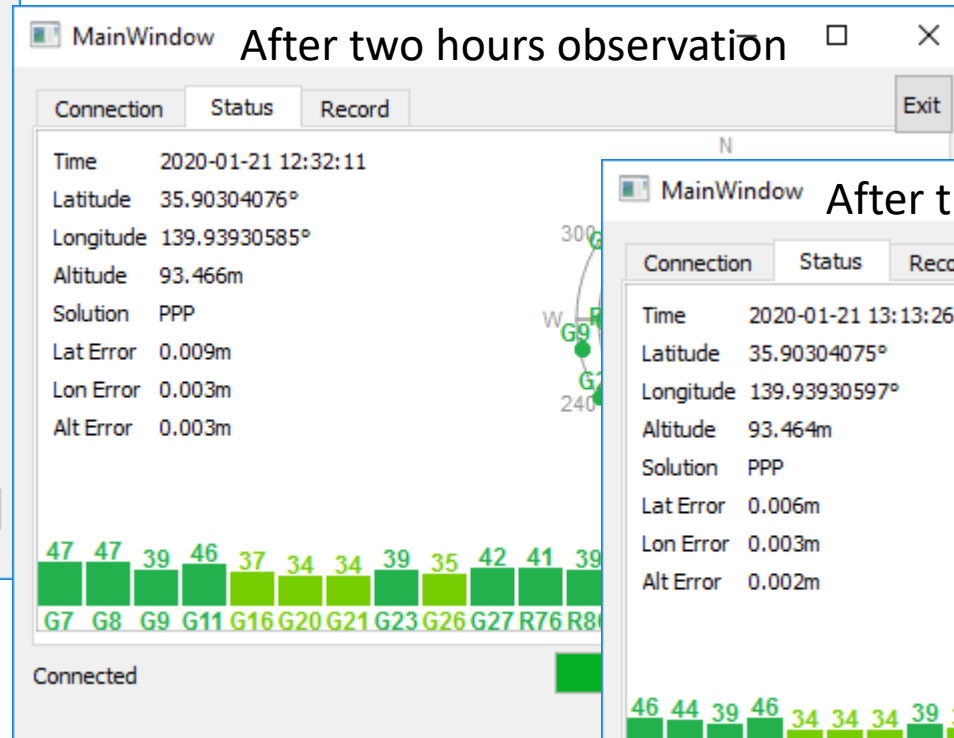 MainWindow After two hours observation
Connection Status Record
Exit
Time 2020-01-21 12:32:11
Latitude 35.90304076°
Longitude 139.93930585°
Altitude 93.466m
Solution PPP
Lat Error 0.009m
Lon Error 0.003m
Alt Error 0.003m
N
300
W
G9
240
47 47 39 46 37 34 34 39 35 42 41 39
G7 G8 G9 G11 G16 G20 G21 G23 G26 G27 R76
Connected
MainWindow After t
Connection Status Reco
Time 2020-01-21 13:13:26
Latitude 35.90304075°
Longitude 139.93930597°
Altitude 93.464m
Solution PPP
Lat Error 0.006m
Lon Error 0.003m
Alt Error 0.002m
46 44 39 46 34 34 34 39